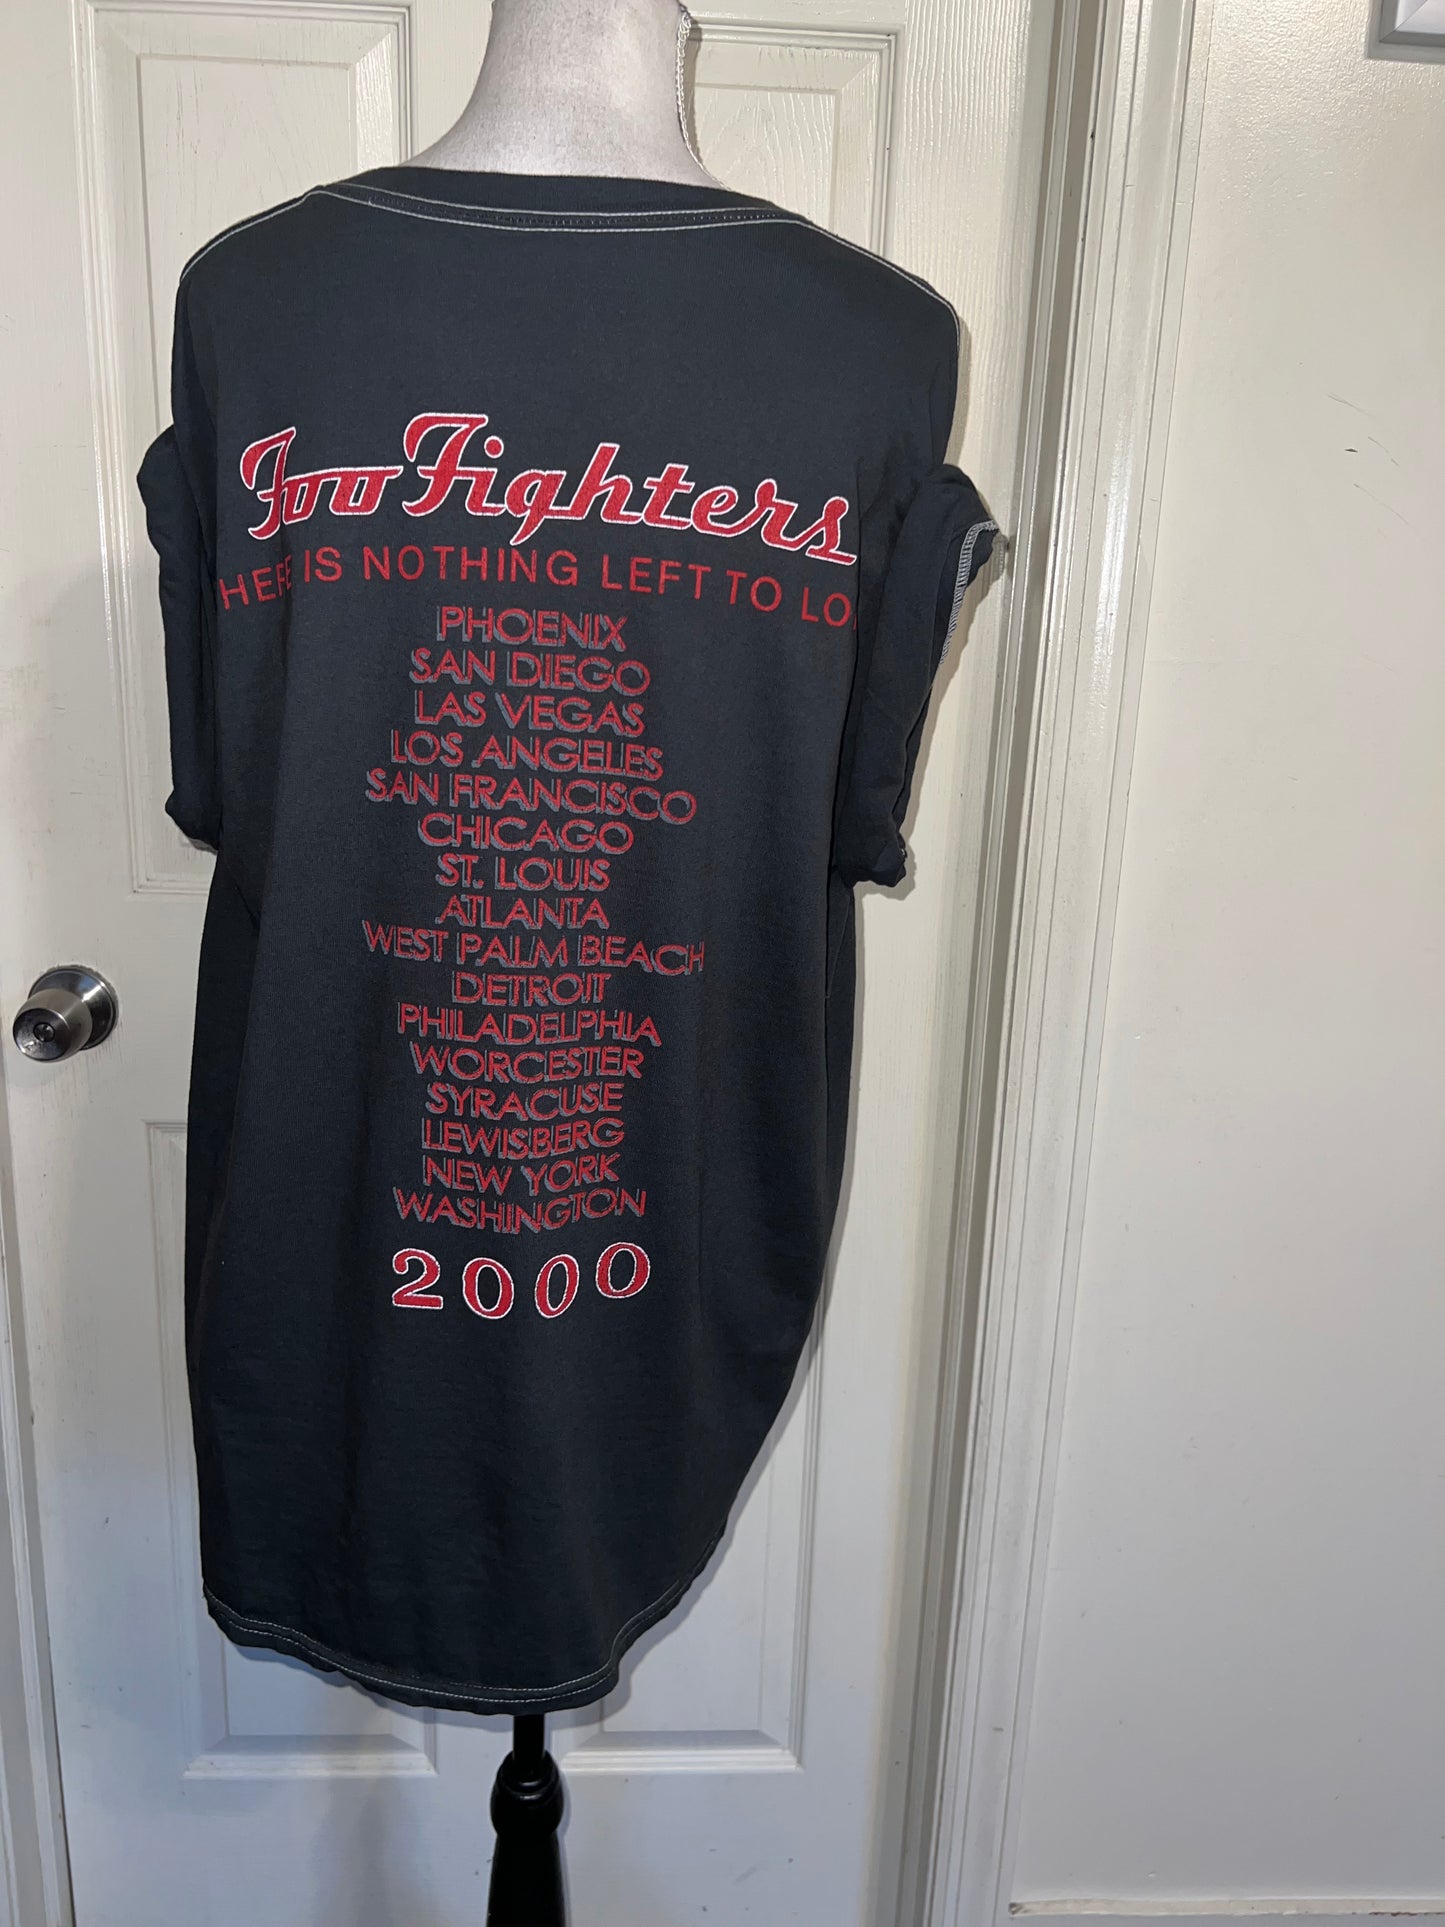 Foo Fighters
HERE IS NOTHING LEFT TO LO
PHOENIX
SAN DIEGO
LAS VEGAS
LOS ANGELES
SAN FRANCISCO
CHICAGO
ST. LOUIS
ATLANTA
WEST PALM BEACH
DETROIT
PHILADELPHIA
WORCESTER
SYRACUSE
LEWISBERG
NEW YORK
WASHINGTON
2000